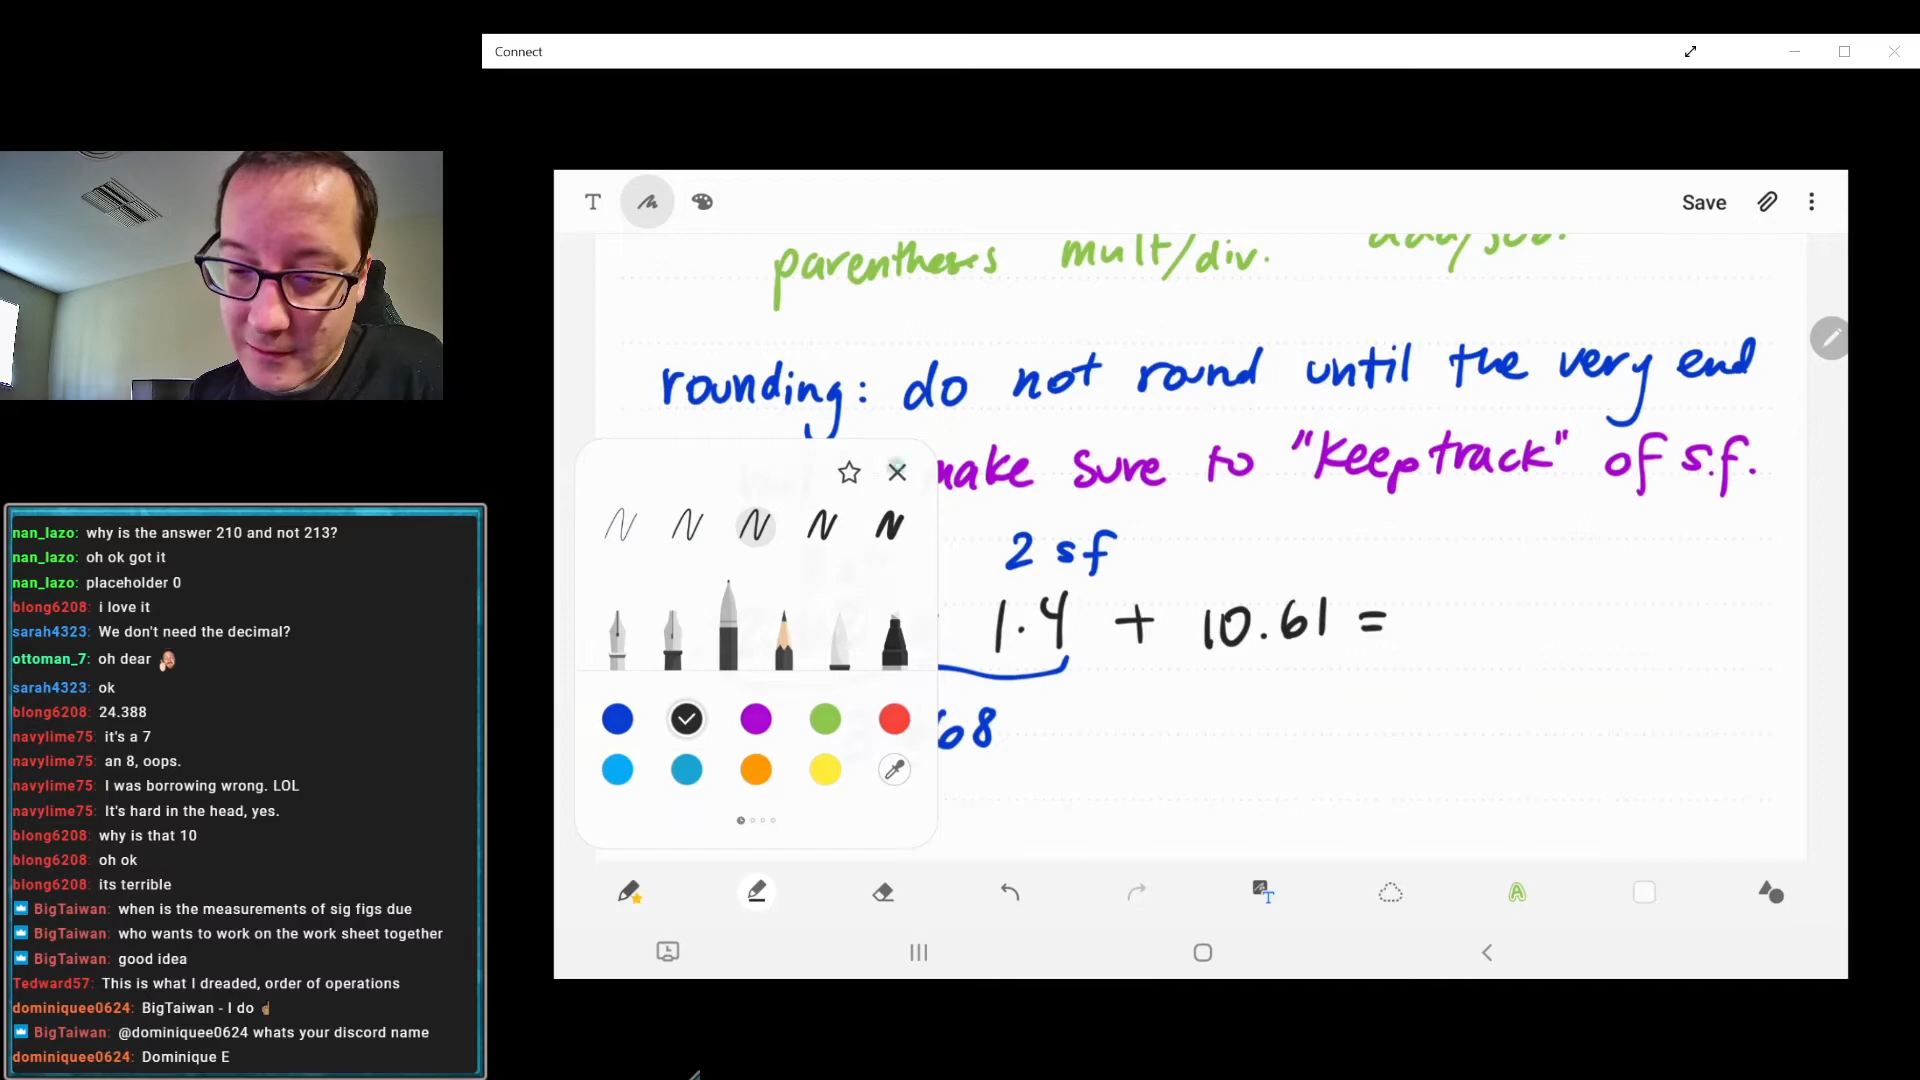 Connect
T
Save
parentheses mult/div. add/sub.
rounding: do not round until the very end
make sure to "keep track" of s.f.
2 sf
1.4 + 10.61 =
68
T
A
nan_lazo: why is the answer 210 and not 213?
nan_lazo: oh ok got it
nan_lazo: placeholder 0
blong6208: i love it
sarah4323: We don't need the decimal?
ottoman_7: oh dear
sarah4323: ok
blong6208: 24.388
navylime75: it's a 7
navylime75: an 8, oops.
navylime75: I was borrowing wrong. LOL
navylime75: It's hard in the head, yes.
blong6208: why is that 10
blong6208: oh ok
blong6208: its terrible
BigTaiwan: when is the measurements of sig figs due
BigTaiwan: who wants to work on the work sheet together
BigTaiwan: good idea
Tedward57: This is what I dreaded, order of operations
dominiquee0624: BigTaiwan - I do
BigTaiwan: @dominiquee0624 whats your discord name
dominiquee0624: Dominique E